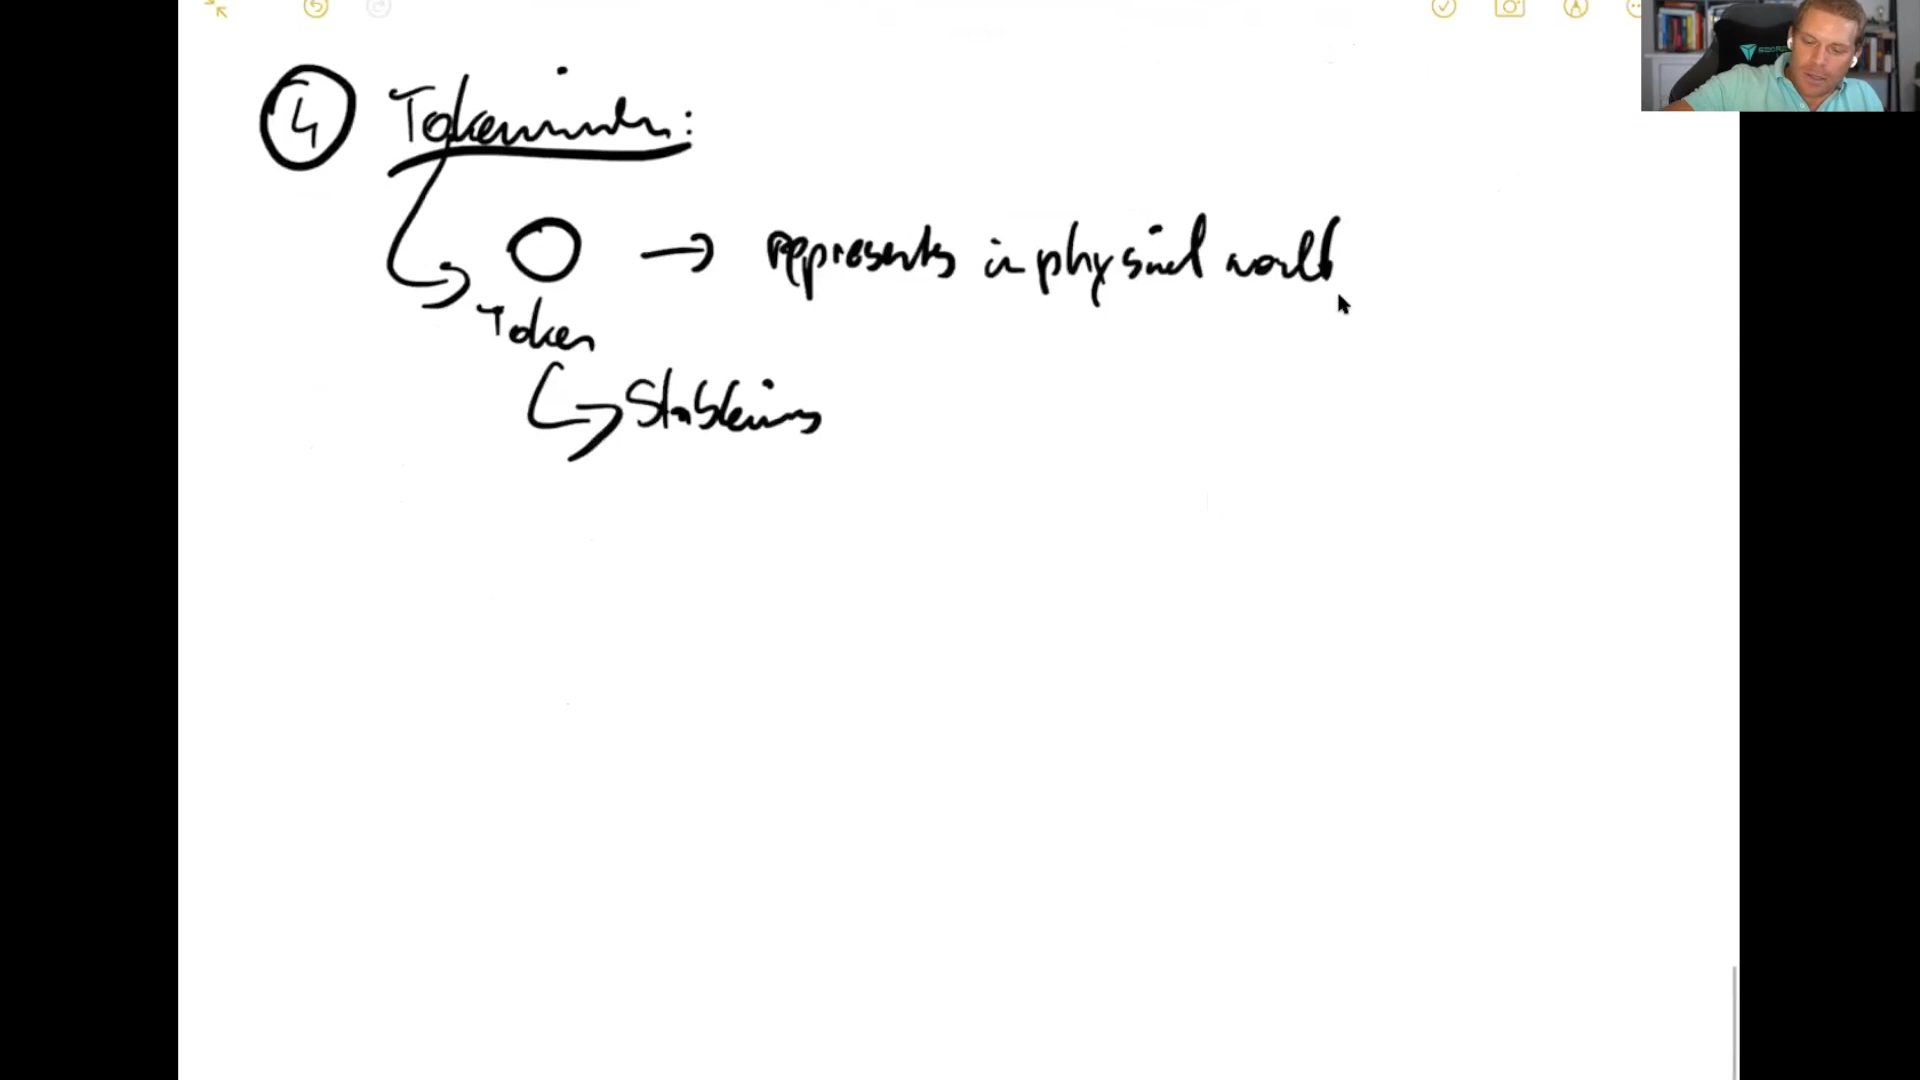 4 Tokenization:
→ represents in physical world
Token
Stablecoins